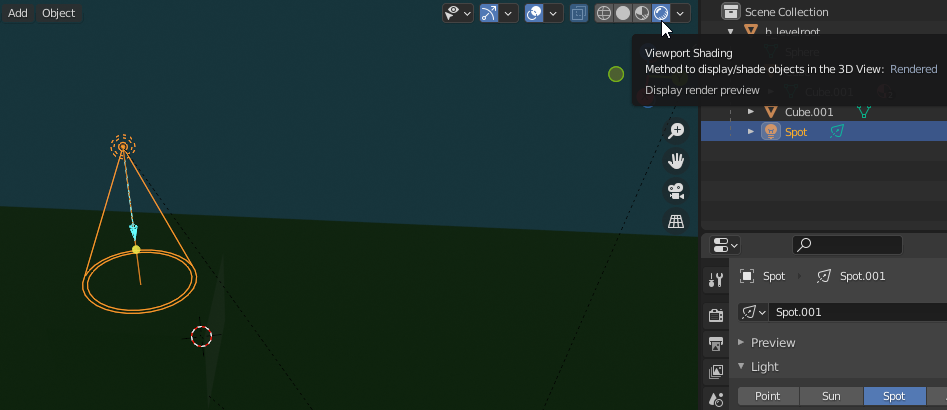 Add Object
Scene Collection
b_levelroot
Viewport Shading
Method to display/shade objects in the 3D View: Rendered
Display render preview
Cube.001
Cube.001
Spot
Spot Spot.001
Spot.001
Preview
Light
Point Sun Spot